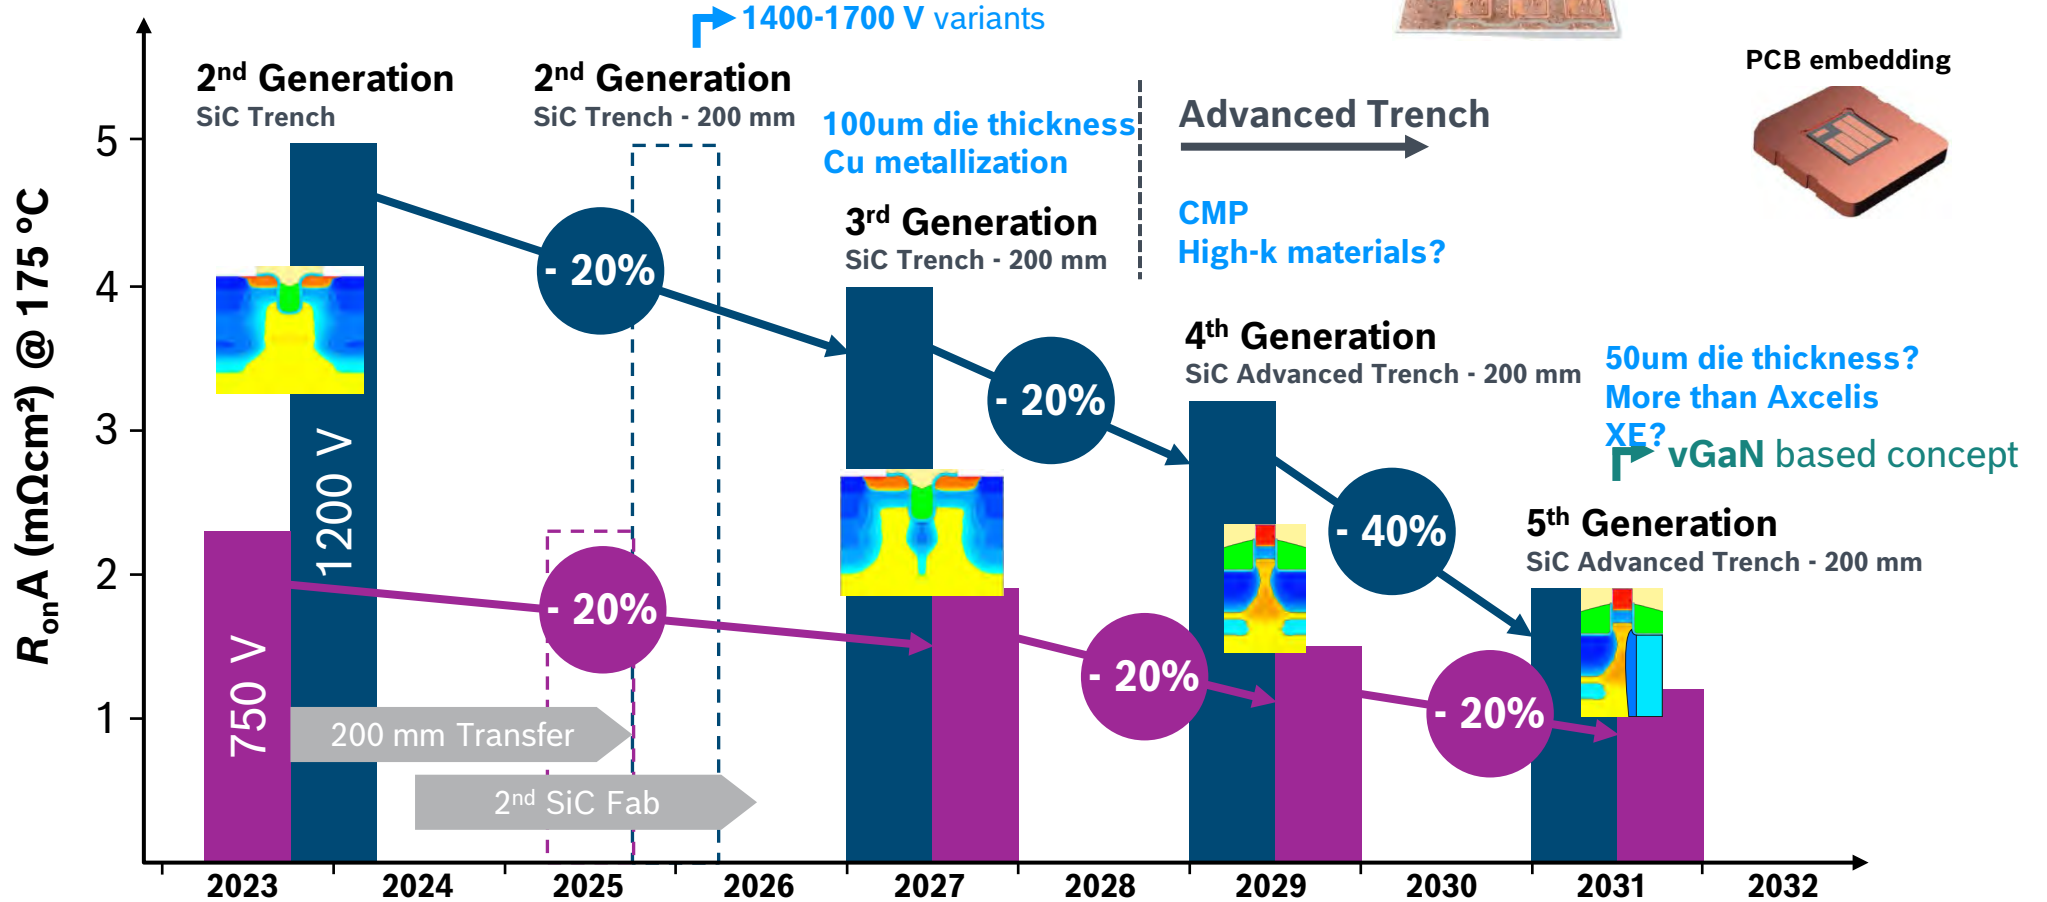 1400-1700 V variants
PCB embedding
2nd Generation
SiC Trench
2nd Generation
SiC Trench - 200 mm
100um die thickness
Cu metallization
Advanced Trench
CMP
High-k materials?
3rd Generation
SiC Trench - 200 mm
4th Generation
SiC Advanced Trench - 200 mm
50um die thickness?
More than Axcelis
XE?
vGaN based concept
5th Generation
SiC Advanced Trench - 200 mm
RonA (mΩcm²) @ 175 °C
5
4
3
2
1
- 20%
- 20%
- 40%
- 20%
- 20%
- 20%
1200 V
750 V
200 mm Transfer
2nd SiC Fab
2023
2024
2025
2026
2027
2028
2029
2030
2031
2032